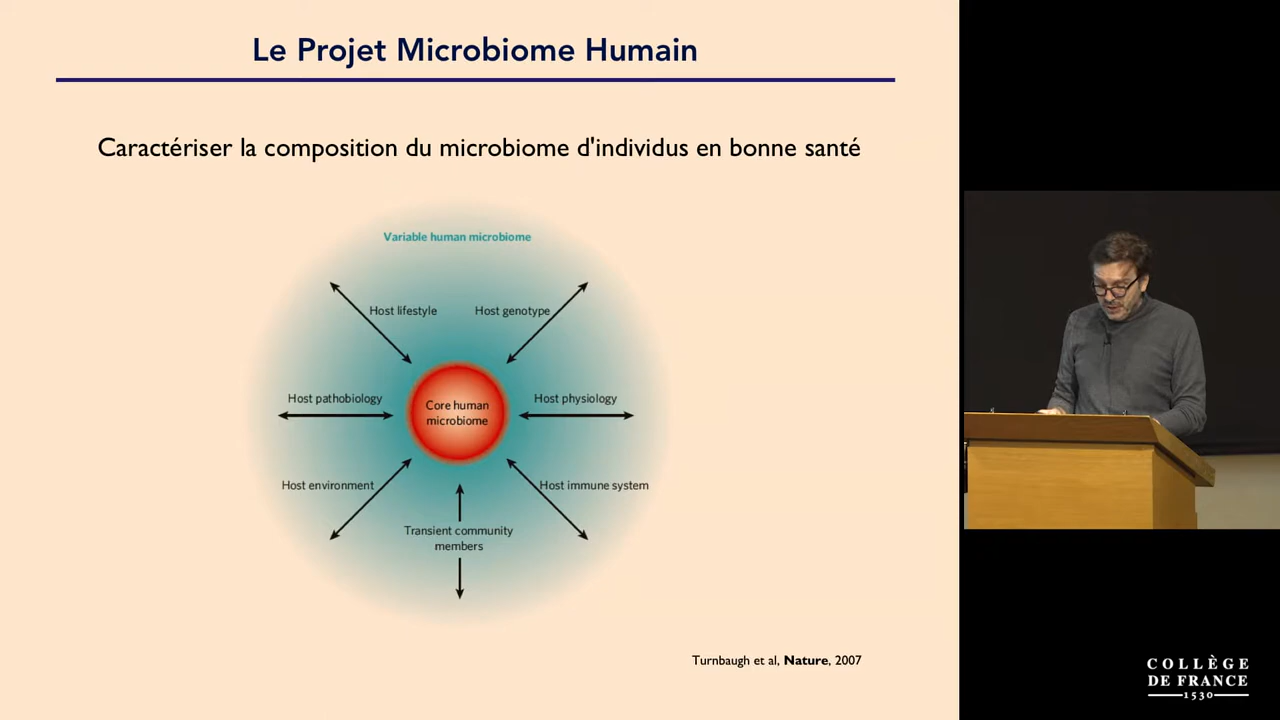 Le Projet Microbiome Humain
Caractériser la composition du microbiome d'individus en bonne santé
Variable human microbiome
Host lifestyle
Host genotype
Host pathobiology
Core human
microbiome
Host physiology
Host environment
Host immune system
Transient community
members
Turnbaugh et al, Nature, 2007
COLLÈGE
DE FRANCE
1530